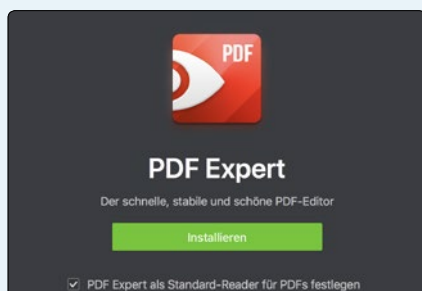 PDF
PDF Expert
Der schnelle, stabile und schöne PDF-Editor
Installieren
PDF Expert als Standard-Reader für PDFs festlegen